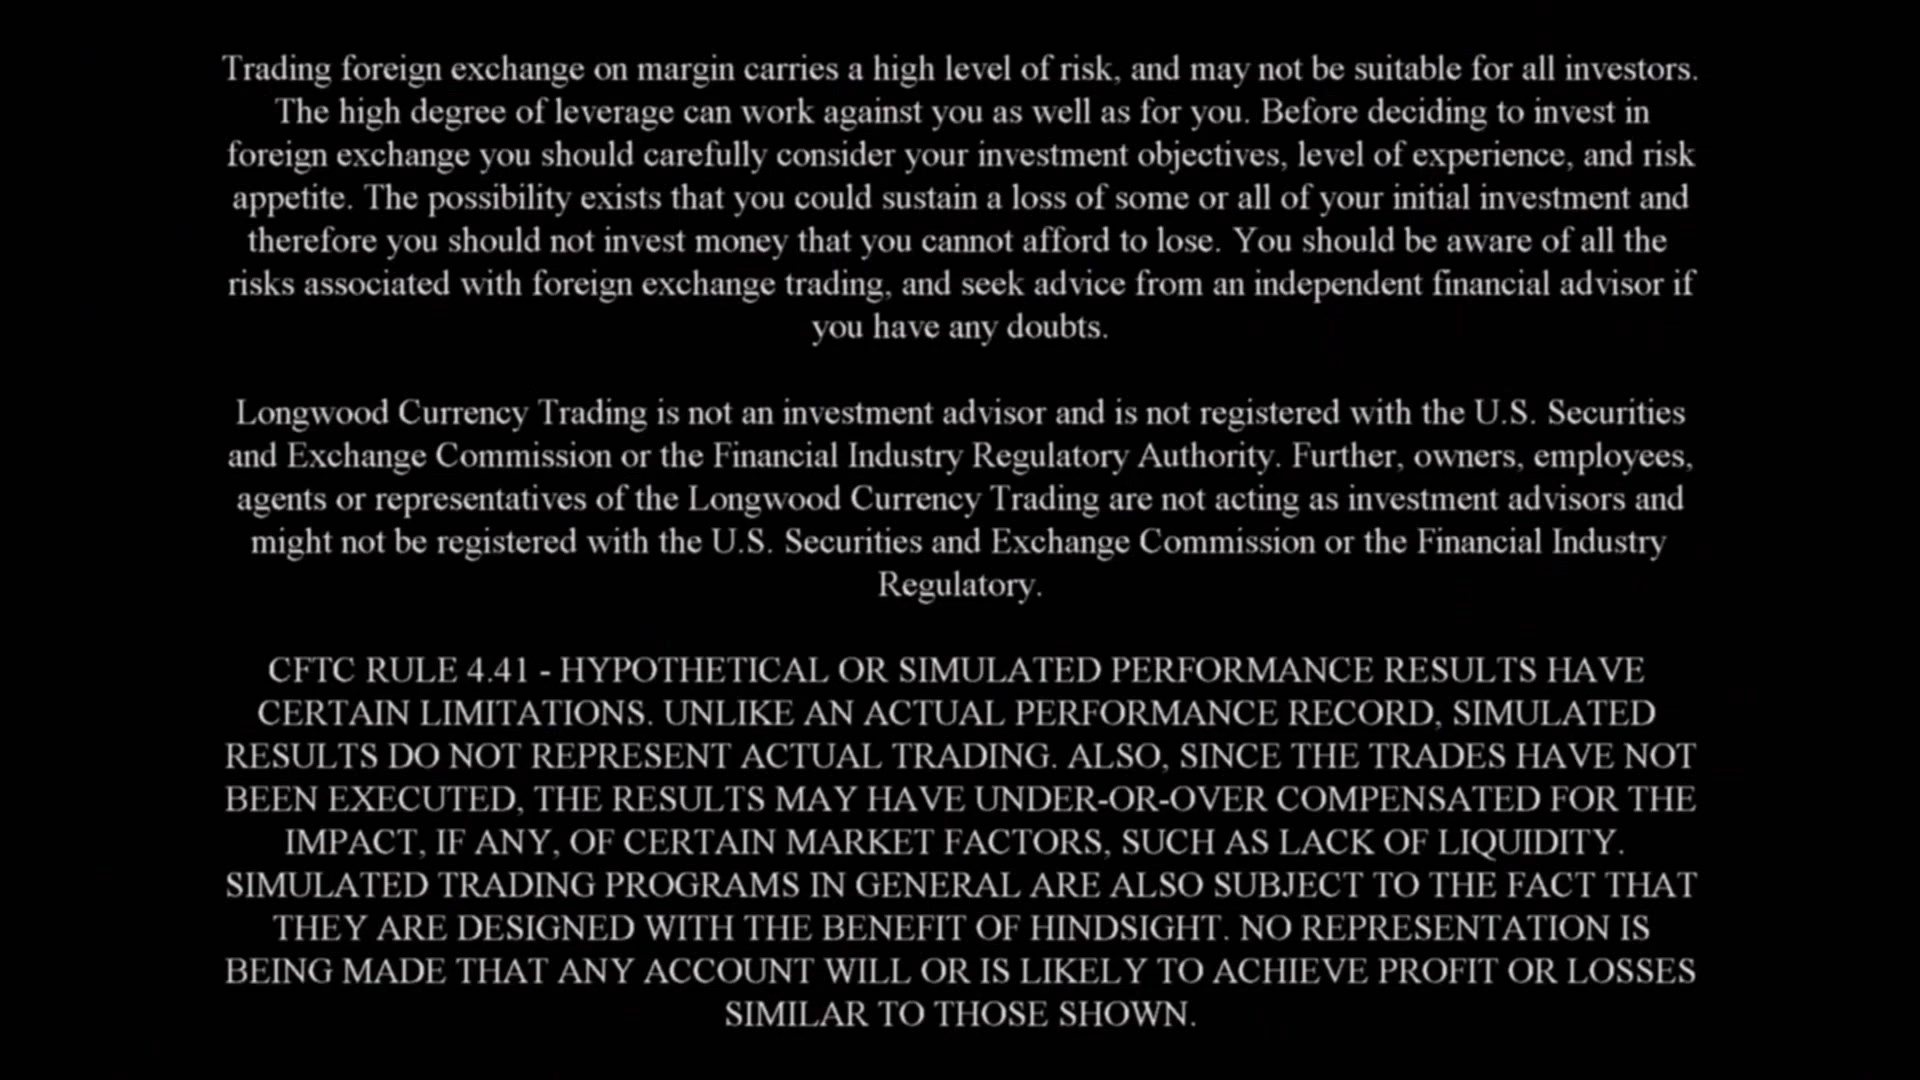 Trading foreign exchange on margin carries a high level of risk, and may not be suitable for all investors.
The high degree of leverage can work against you as well as for you. Before deciding to invest in
foreign exchange you should carefully consider your investment objectives, level of experience, and risk
appetite. The possibility exists that you could sustain a loss of some or all of your initial investment and
therefore you should not invest money that you cannot afford to lose. You should be aware of all the
risks associated with foreign exchange trading, and seek advice from an independent financial advisor if
you have any doubts.
Longwood Currency Trading is not an investment advisor and is not registered with the U.S. Securities
and Exchange Commission or the Financial Industry Regulatory Authority. Further, owners, employees,
agents or representatives of the Longwood Currency Trading are not acting as investment advisors and
might not be registered with the U.S. Securities and Exchange Commission or the Financial Industry
Regulatory.
CFTC RULE 4.41 - HYPOTHETICAL OR SIMULATED PERFORMANCE RESULTS HAVE
CERTAIN LIMITATIONS. UNLIKE AN ACTUAL PERFORMANCE RECORD, SIMULATED
RESULTS DO NOT REPRESENT ACTUAL TRADING. ALSO, SINCE THE TRADES HAVE NOT
BEEN EXECUTED, THE RESULTS MAY HAVE UNDER-OR-OVER COMPENSATED FOR THE
IMPACT, IF ANY, OF CERTAIN MARKET FACTORS, SUCH AS LACK OF LIQUIDITY.
SIMULATED TRADING PROGRAMS IN GENERAL ARE ALSO SUBJECT TO THE FACT THAT
THEY ARE DESIGNED WITH THE BENEFIT OF HINDSIGHT. NO REPRESENTATION IS
BEING MADE THAT ANY ACCOUNT WILL OR IS LIKELY TO ACHIEVE PROFIT OR LOSSES
SIMILAR TO THOSE SHOWN.